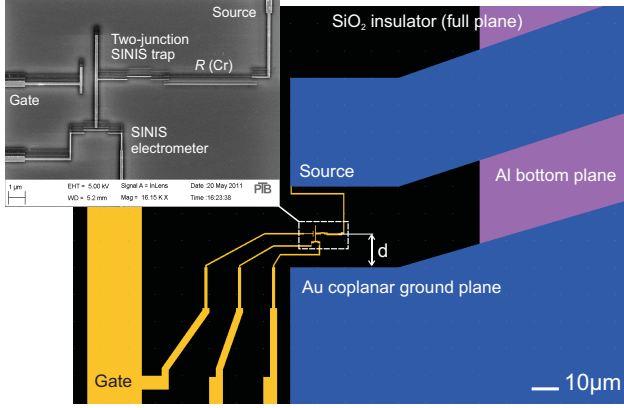 Source
Two-junction
SINIS trap
R (Cr)
Gate
SINIS
electrometer
1 µm
EHT = 5.00 kV
WD = 5.2 mm
Signal A = InLens
Mag = 16.15 K X
Date :20 May 2011
Time :16:23:38
PTB
SiO₂ insulator (full plane)
Source
Al bottom plane
d
Au coplanar ground plane
Gate
10µm